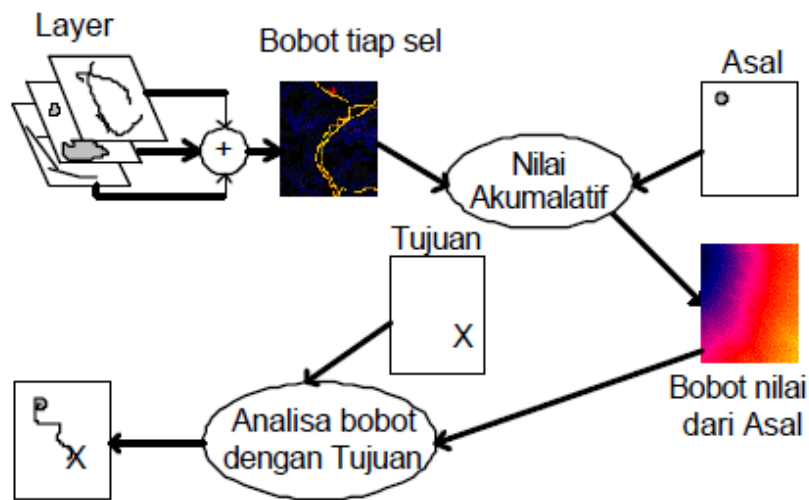 Layer
Bobot tiap sel
Asal
+
Nilai
Akumalatif
Tujuan
X
Bobot nilai
dari Asal
Analisa bobot
dengan Tujuan
X